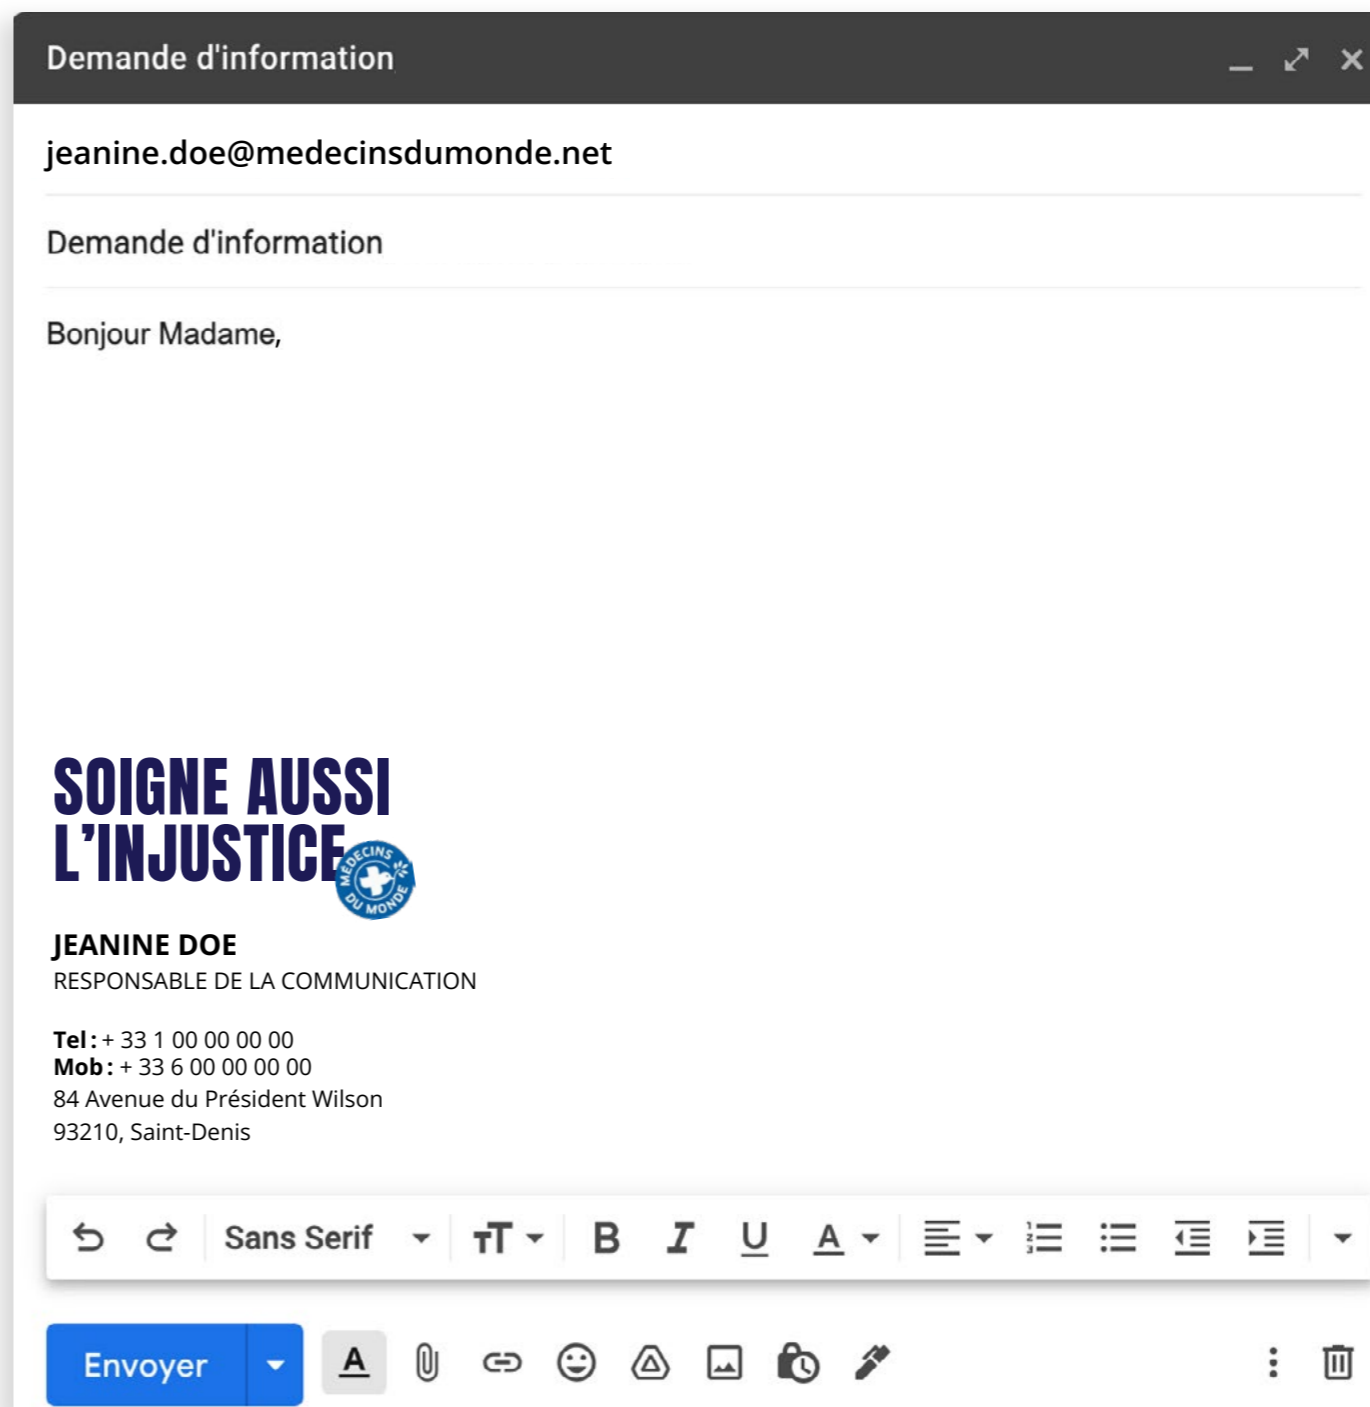 Demande d'information
jeanine.doe@medecinsdumonde.net
Demande d'information
Bonjour Madame,
SOIGNE AUSSI
L’INJUSTICE
MÉDECINS
DU MONDE
JEANINE DOE
RESPONSABLE DE LA COMMUNICATION
Tel : + 33 1 00 00 00 00
Mob : + 33 6 00 00 00 00
84 Avenue du Président Wilson
93210, Saint-Denis
Sans Serif
Envoyer